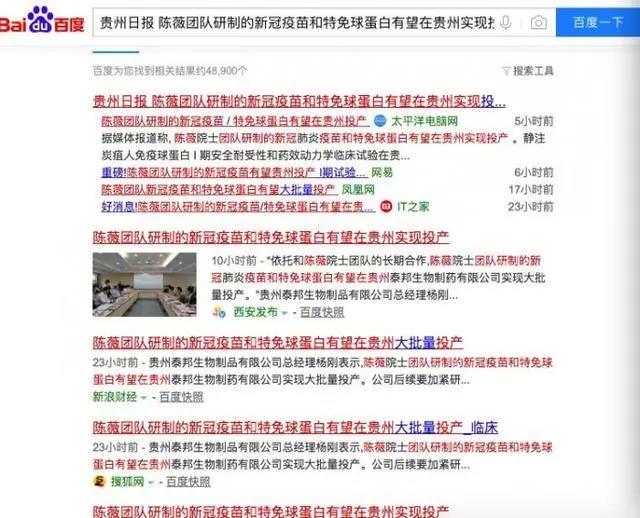 Bai du 百度
贵州日报 陈薇团队研制的新冠疫苗和特免球蛋白有望在贵州实现投
百度一下
百度为您找到相关结果约48,900个
搜索工具
贵州日报 陈薇团队研制的新冠疫苗和特免球蛋白有望在贵州实现投...
陈薇团队研制的新冠疫苗 / 特免球蛋白有望在贵州投产 太平洋电脑网 5小时前
据媒体报道称, 陈薇院士团队研制的新冠肺炎疫苗和特免球蛋白有望在贵州实现投产 。静注
炭疽人免疫球蛋白 I 期安全耐受性和药效动力学临床试验在贵...
重磅!陈薇团队研制的新冠疫苗有望贵州投产 I期试验... 网易 6小时前
陈薇团队新冠疫苗和特免球蛋白有望大批量投产 凤凰网 17小时前
好消息!陈薇团队研制的新冠疫苗/特免球蛋白有望在贵... IT之家 23小时前
陈薇团队研制的新冠疫苗和特免球蛋白有望在贵州实现投产
10小时前 - "依托和陈薇院士团队的长期合作,陈薇院士团队研制的新
冠肺炎疫苗和特免球蛋白有望在贵州泰邦生物制药有限公司实现大批
量投产。"贵州泰邦生物制品有限公司总经理杨刚...
西安发布 - 百度快照
陈薇团队研制的新冠疫苗和特免球蛋白有望在贵州大批量投产
23小时前 - 贵州泰邦生物制品有限公司总经理杨刚表示,陈薇院士团队研制的新冠肺炎疫苗和特免球
蛋白有望在贵州泰邦生物制药有限公司实现大批量投产。公司后续要加紧研...
新浪财经 - 百度快照
陈薇团队研制的新冠疫苗和特免球蛋白有望在贵州大批量投产_临床
23小时前 - 贵州泰邦生物制品有限公司总经理杨刚表示,陈薇院士团队研制的新冠肺炎疫苗和特免球
蛋白有望在贵州泰邦生物制药有限公司实现大批量投产。公司后续要加紧研...
搜狐网 - 百度快照
陈薇团队研制的新冠疫苗和特免球蛋白有望在贵州实现投产